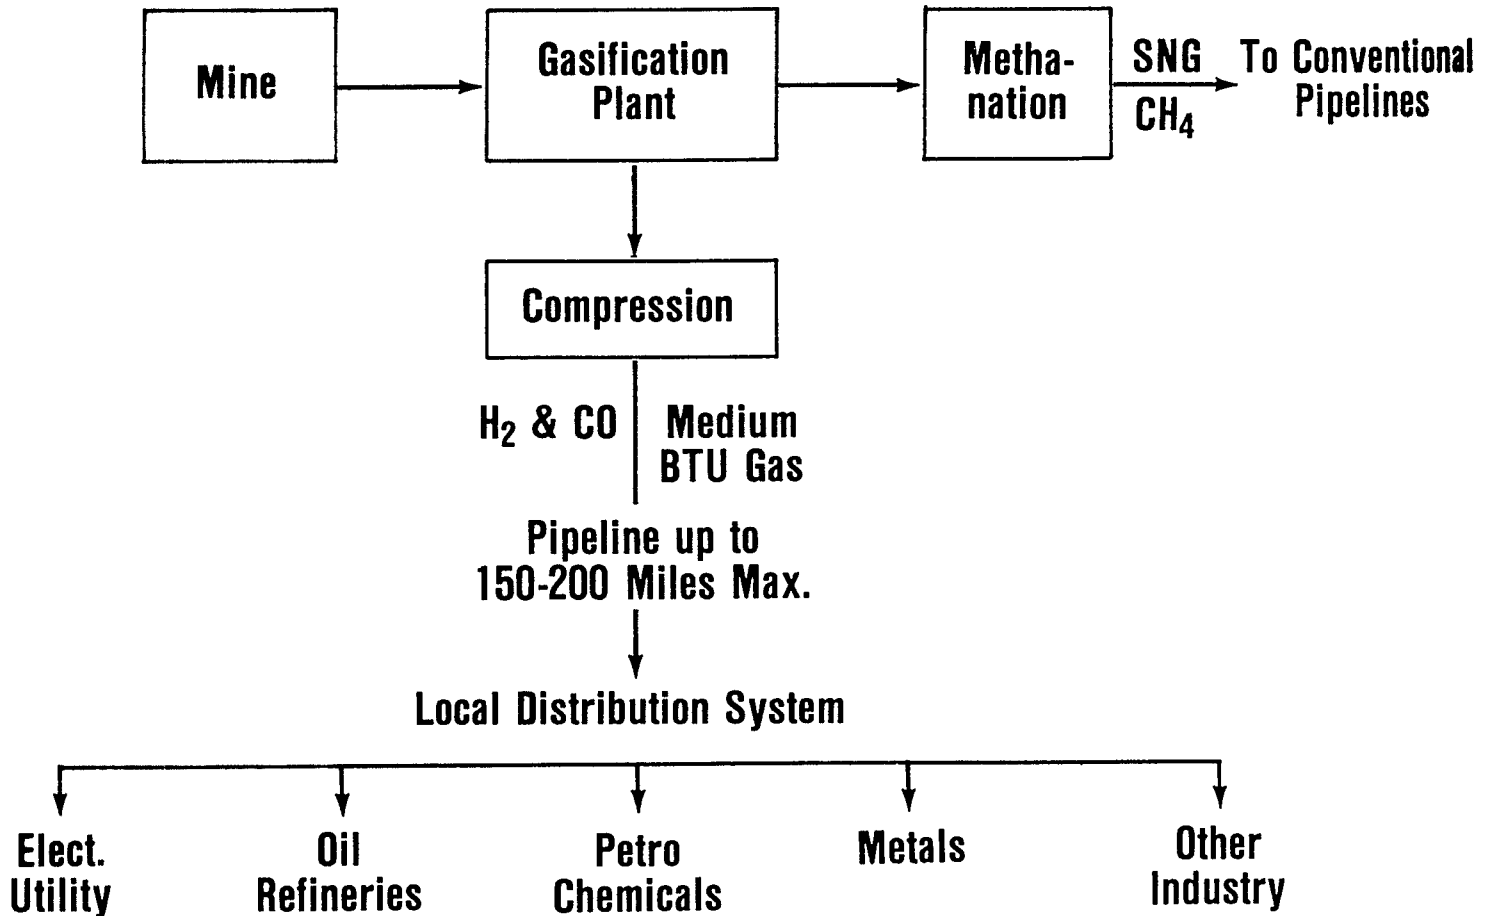 Mine
Gasification
Plant
Metha-
nation
SNG
CH₄
To Conventional
Pipelines
Compression
H₂ & CO
Medium
BTU Gas
Pipeline up to
150-200 Miles Max.
Local Distribution System
Elect.
Utility
Oil
Refineries
Petro
Chemicals
Metals
Other
Industry